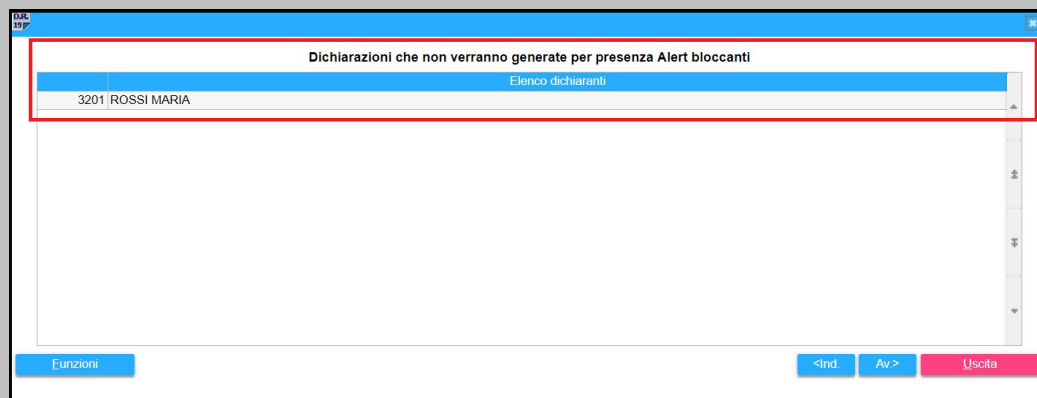 D.R.
19
Dichiarazioni che non verranno generate per presenza Alert bloccanti
Elenco dichiaranti
3201 ROSSI MARIA
Funzioni
<Ind.
Av.>
Uscita